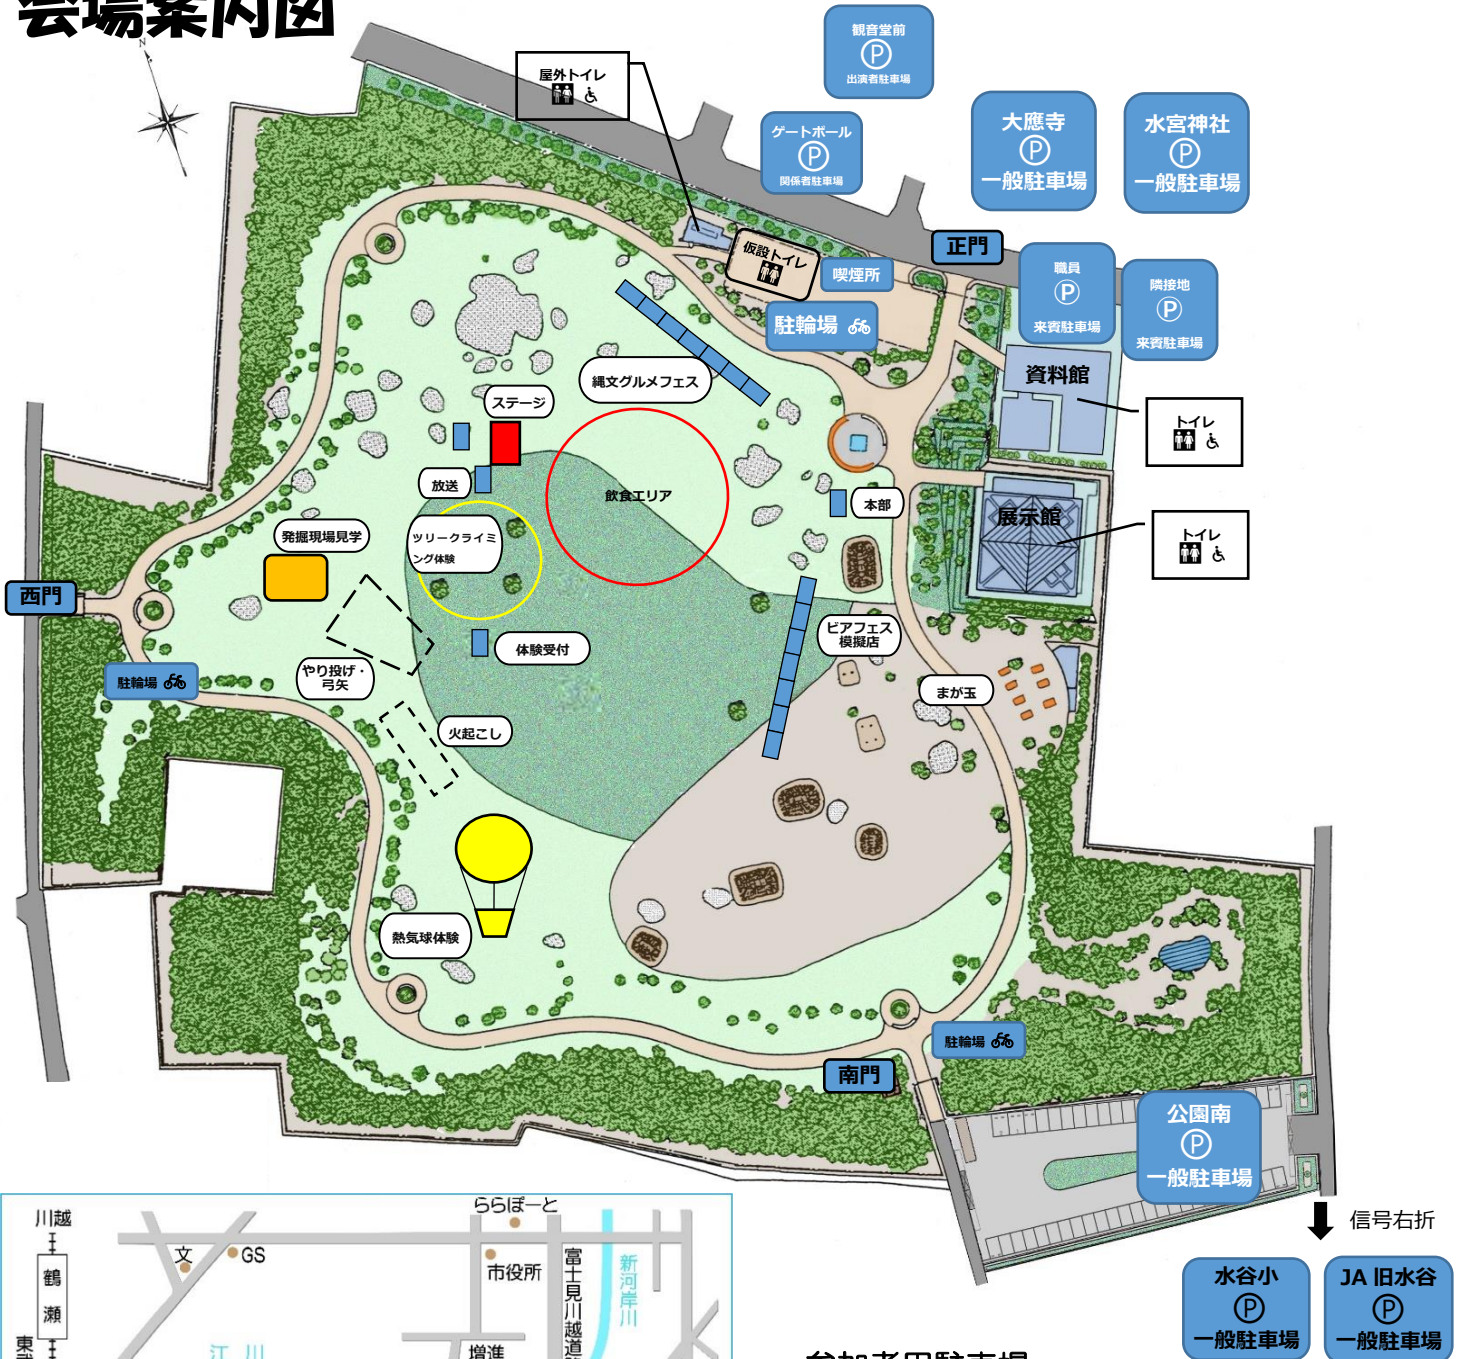 会場案内図
N
観音堂前
P
出演者駐車場
屋外トイレ
ゲートボール
P
関係者駐車場
大應寺
P
一般駐車場
水宮神社
P
一般駐車場
正門
仮設トイレ
喫煙所
駐輪場
職員
P
来賓駐車場
隣接地
P
来賓駐車場
資料館
縄文グルメフェス
ステージ
トイレ
放送
飲食エリア
本部
展示館
トイレ
発掘現場見学
ツリークライミ
ング体験
西門
体験受付
ビアフェス
模擬店
駐輪場
やり投げ・
弓矢
まが玉
火起こし
熱気球体験
駐輪場
南門
公園南
P
一般駐車場
信号右折
水谷小
P
一般駐車場
JA 旧水谷
P
一般駐車場
ららぽーと
川越
文
GS
市役所
富士見川越道
新河岸川
鶴瀬
東武
江川
増進
参加者用駐車場